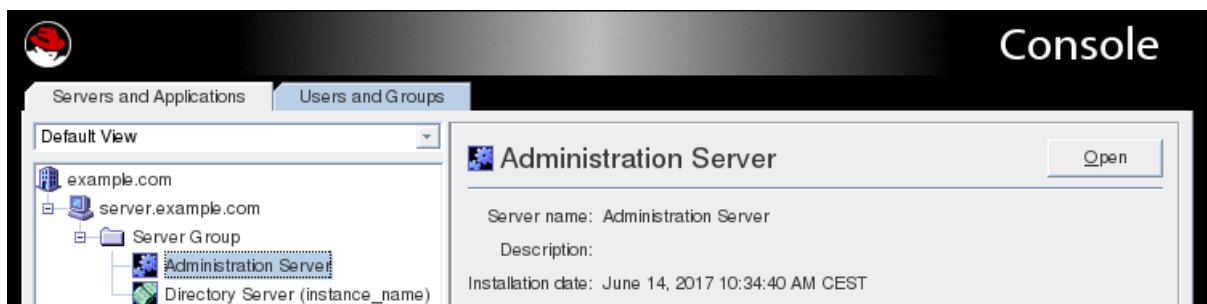 Console
Servers and Applications
Users and Groups
Default View
example.com
server.example.com
Server Group
Administration Server
Directory Server (instance_name)
Administration Server
Open
Server name: Administration Server
Description:
Installation date: June 14, 2017 10:34:40 AM CEST